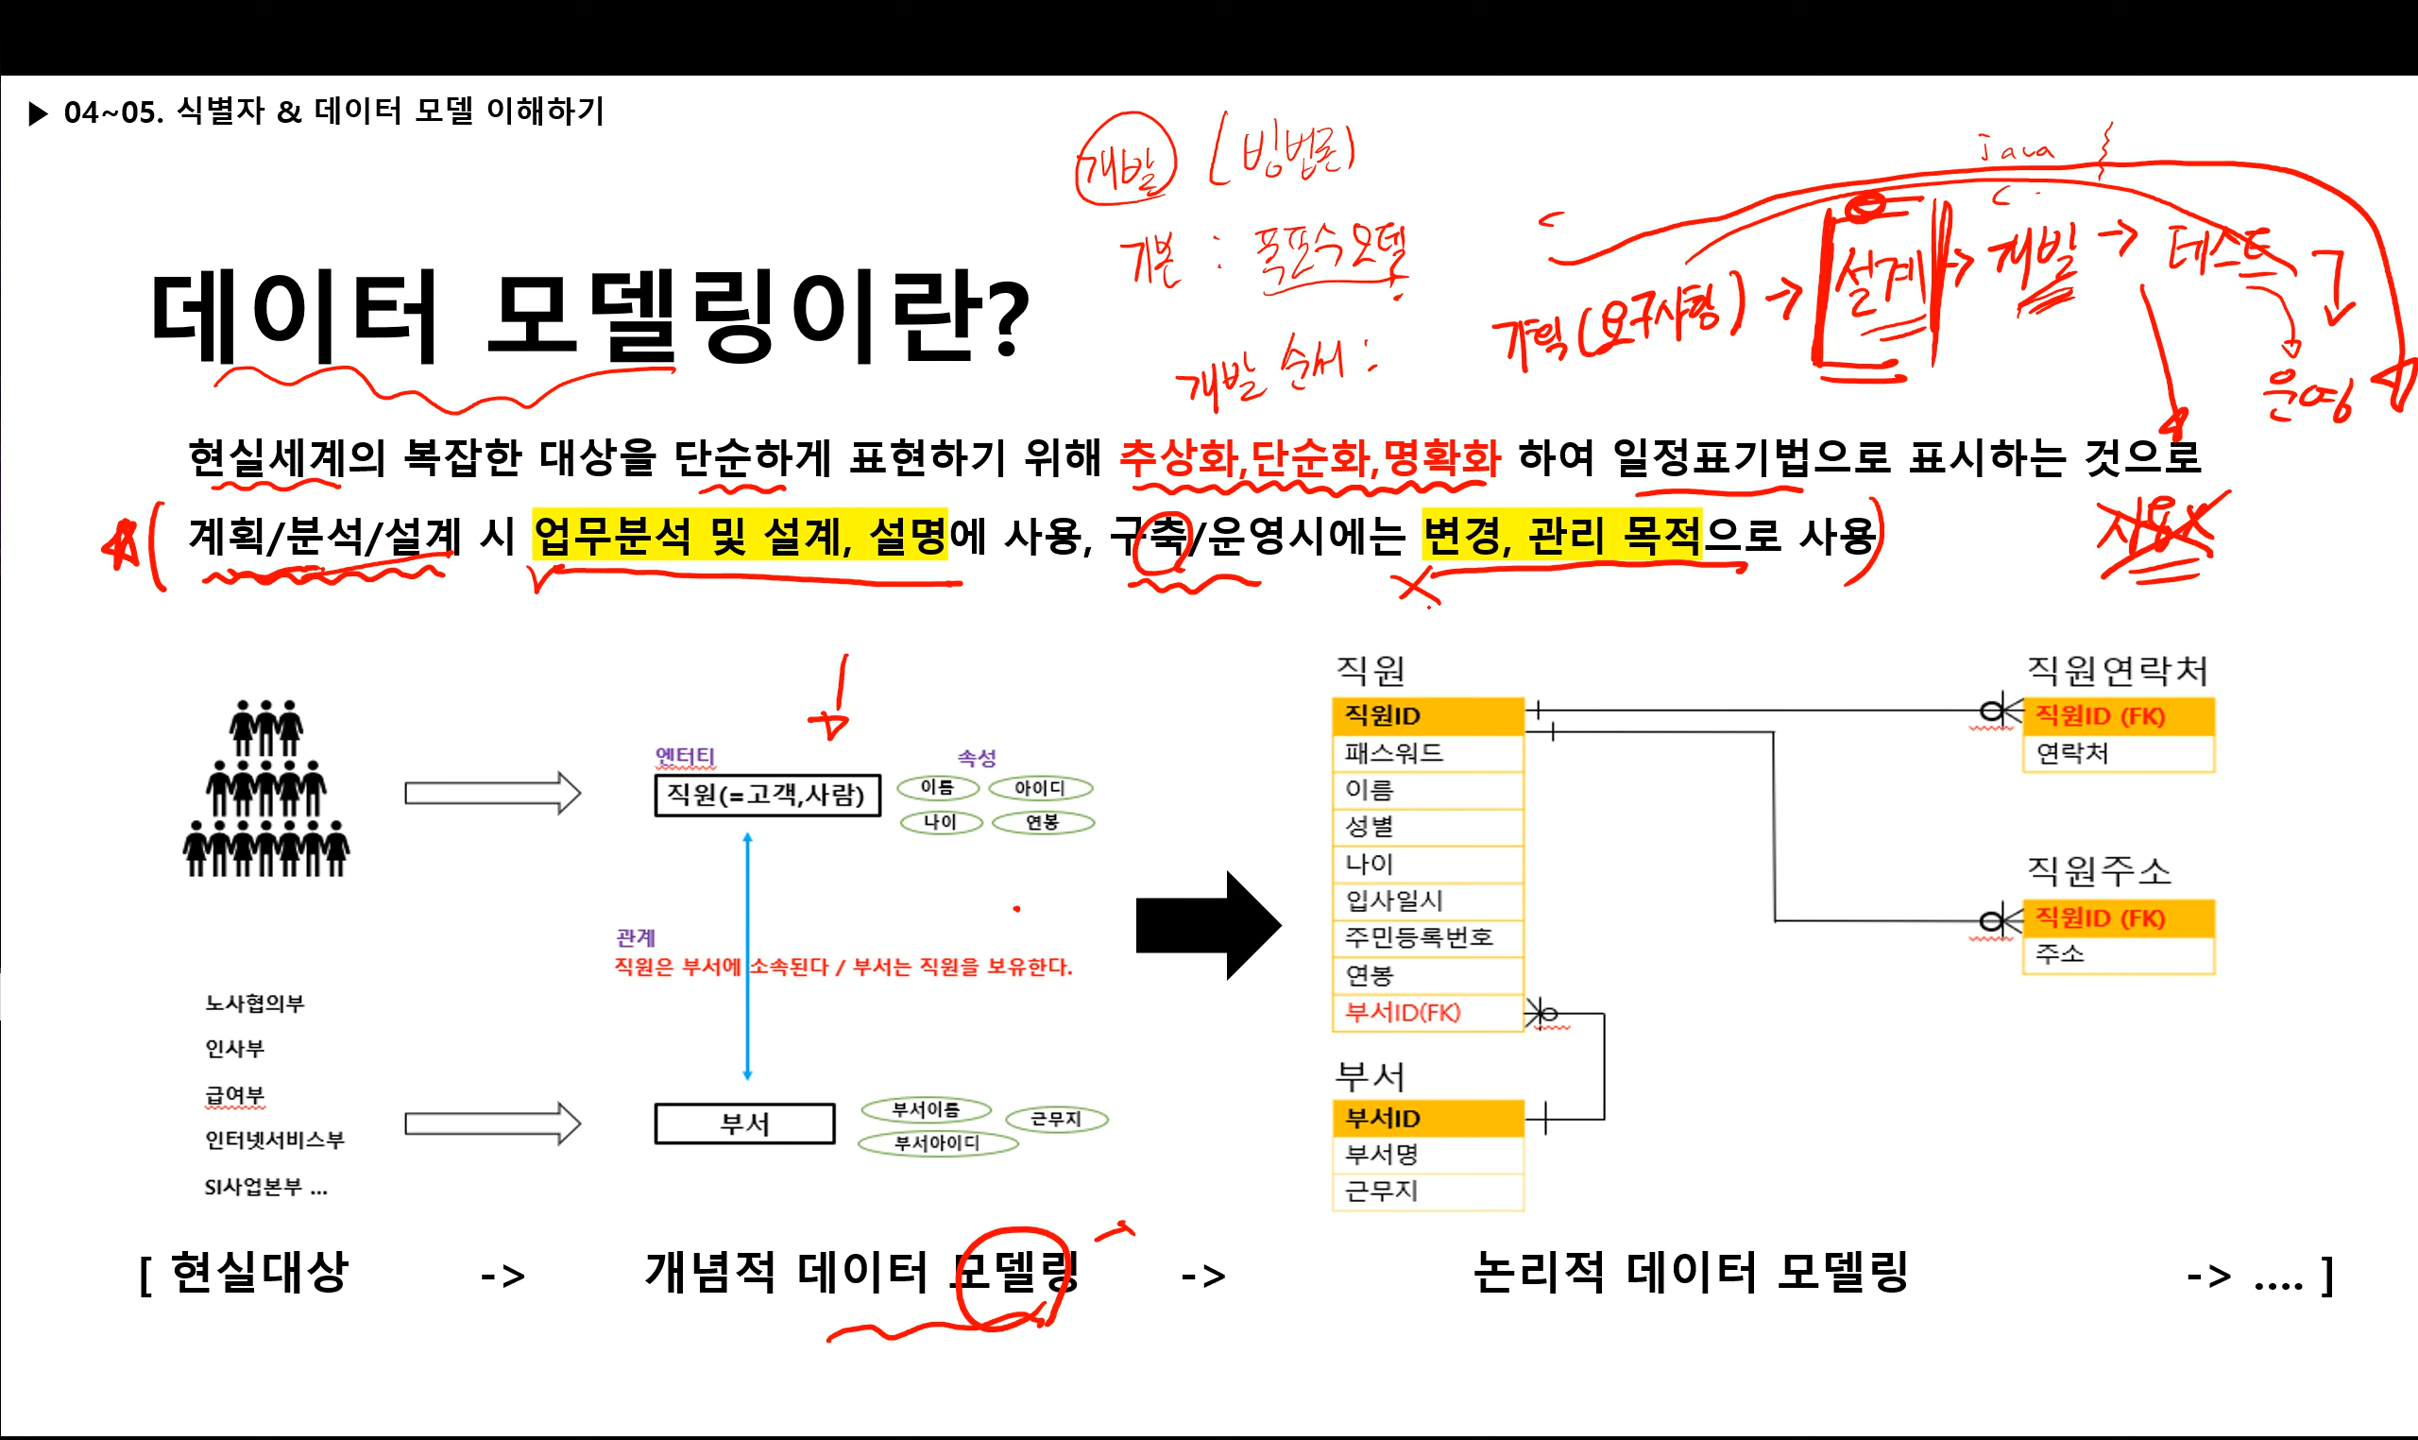 ▶ 04~05. 식별자 & 데이터 모델 이해하기
개발 (방법론)
기본 : 폭포수모델
개발 순서 :
java
C
기획(요구사항) → 설계 → 개발 → 테스트
운영
데이터 모델링이란?
현실세계의 복잡한 대상을 단순하게 표현하기 위해 추상화,단순화,명확화 하여 일정표기법으로 표시하는 것으로
계획/분석/설계 시 업무분석 및 설계, 설명에 사용, 구축/운영시에는 변경, 관리 목적으로 사용
엔터티
직원(=고객,사람)
속성
이름
아이디
나이
연봉
관계
직원은 부서에 소속된다 / 부서는 직원을 보유한다.
노사협의부
인사부
급여부
인터넷서비스부
SI사업본부 ...
부서
부서이름
근무지
부서아이디
직원
직원ID
패스워드
이름
성별
나이
입사일시
주민등록번호
연봉
부서ID(FK)
부서
부서ID
부서명
근무지
직원연락처
직원ID (FK)
연락처
직원주소
직원ID (FK)
주소
[ 현실대상 -> 개념적 데이터 모델링 -> 논리적 데이터 모델링 -> .... ]